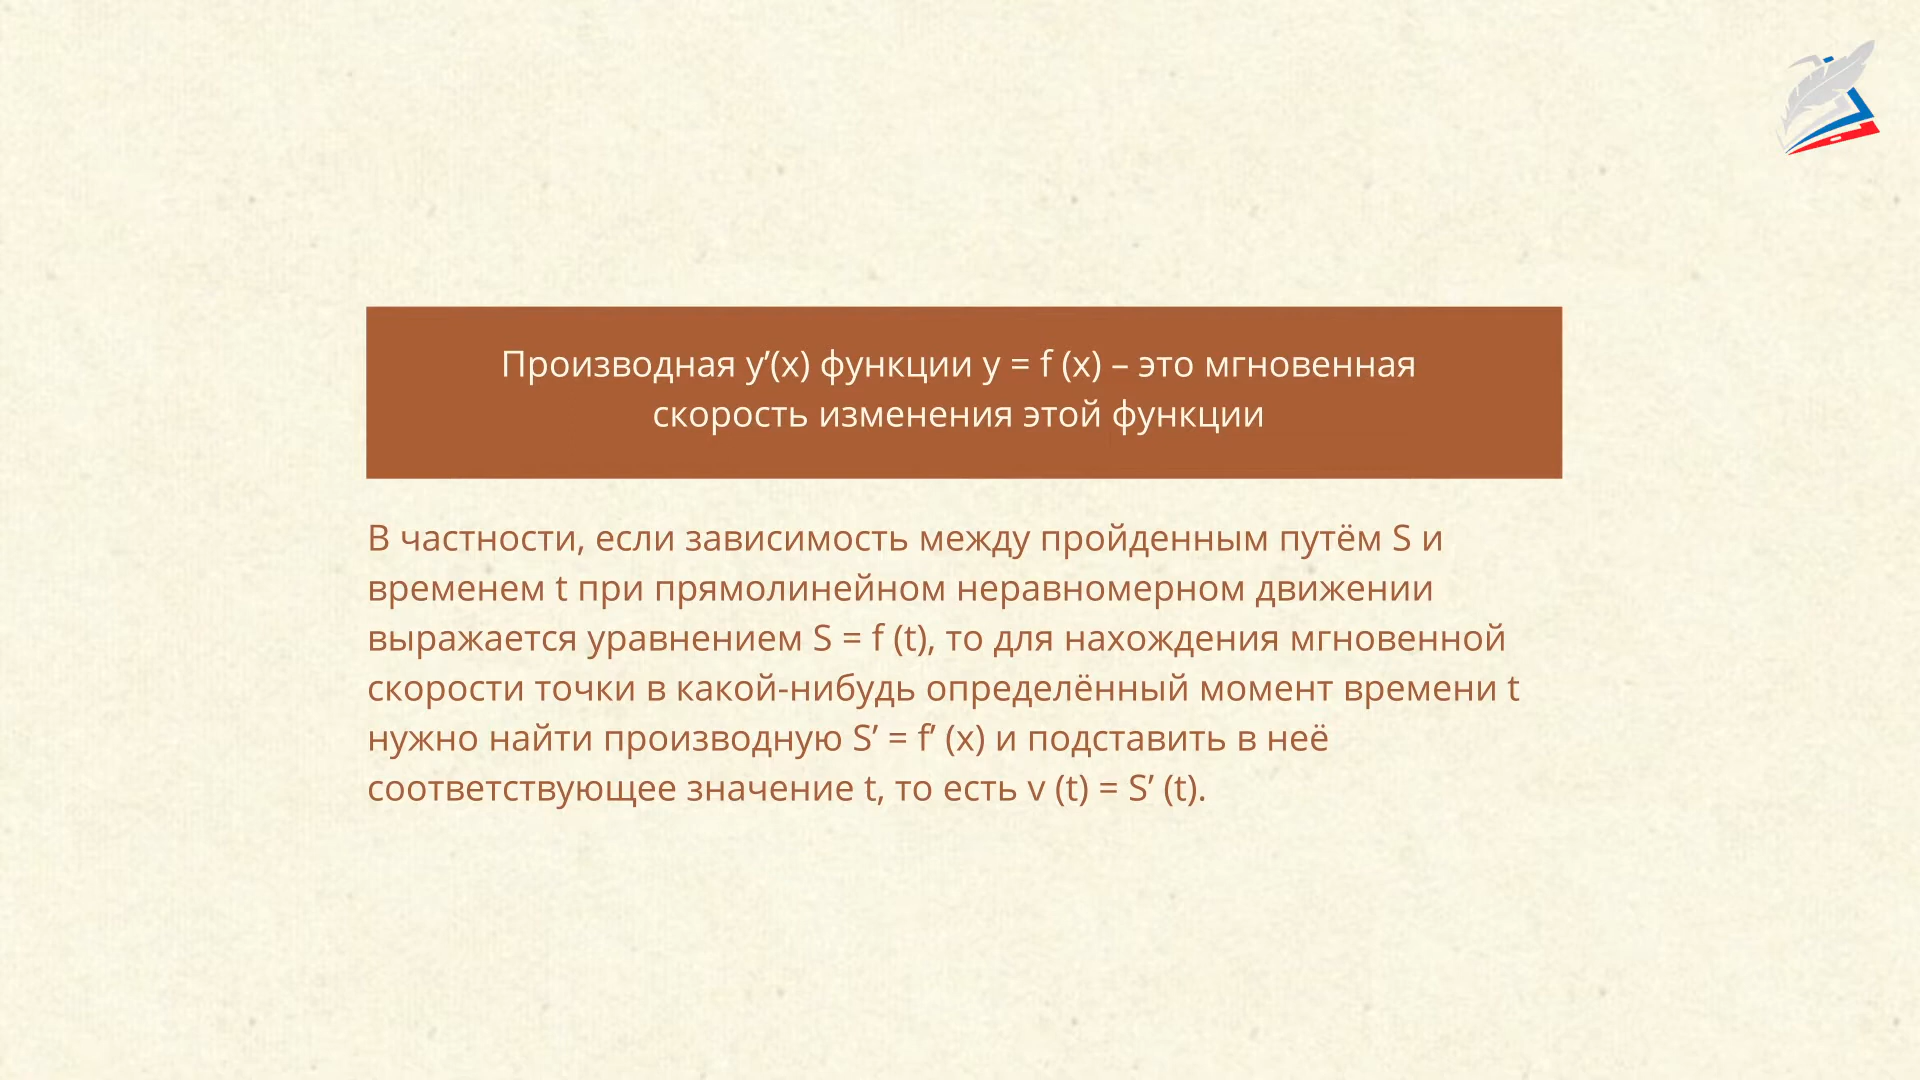 Производная y’(x) функции y = f (x) – это мгновенная
скорость изменения этой функции
В частности, если зависимость между пройденным путём S и
временем t при прямолинейном неравномерном движении
выражается уравнением S = f (t), то для нахождения мгновенной
скорости точки в какой-нибудь определённый момент времени t
нужно найти производную S’ = f’ (x) и подставить в неё
соответствующее значение t, то есть v (t) = S’ (t).